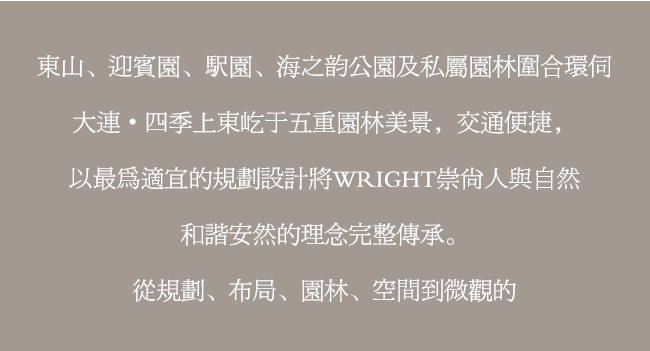 東山、迎賓園、駅園、海之韵公園及私屬園林圍合環伺
大連•四季上東屹于五重園林美景，交通便捷，
以最爲適宜的規劃設計將WRIGHT崇尙人與自然
和諧安然的理念完整傳承。
從規劃、布局、園林、空間到微觀的